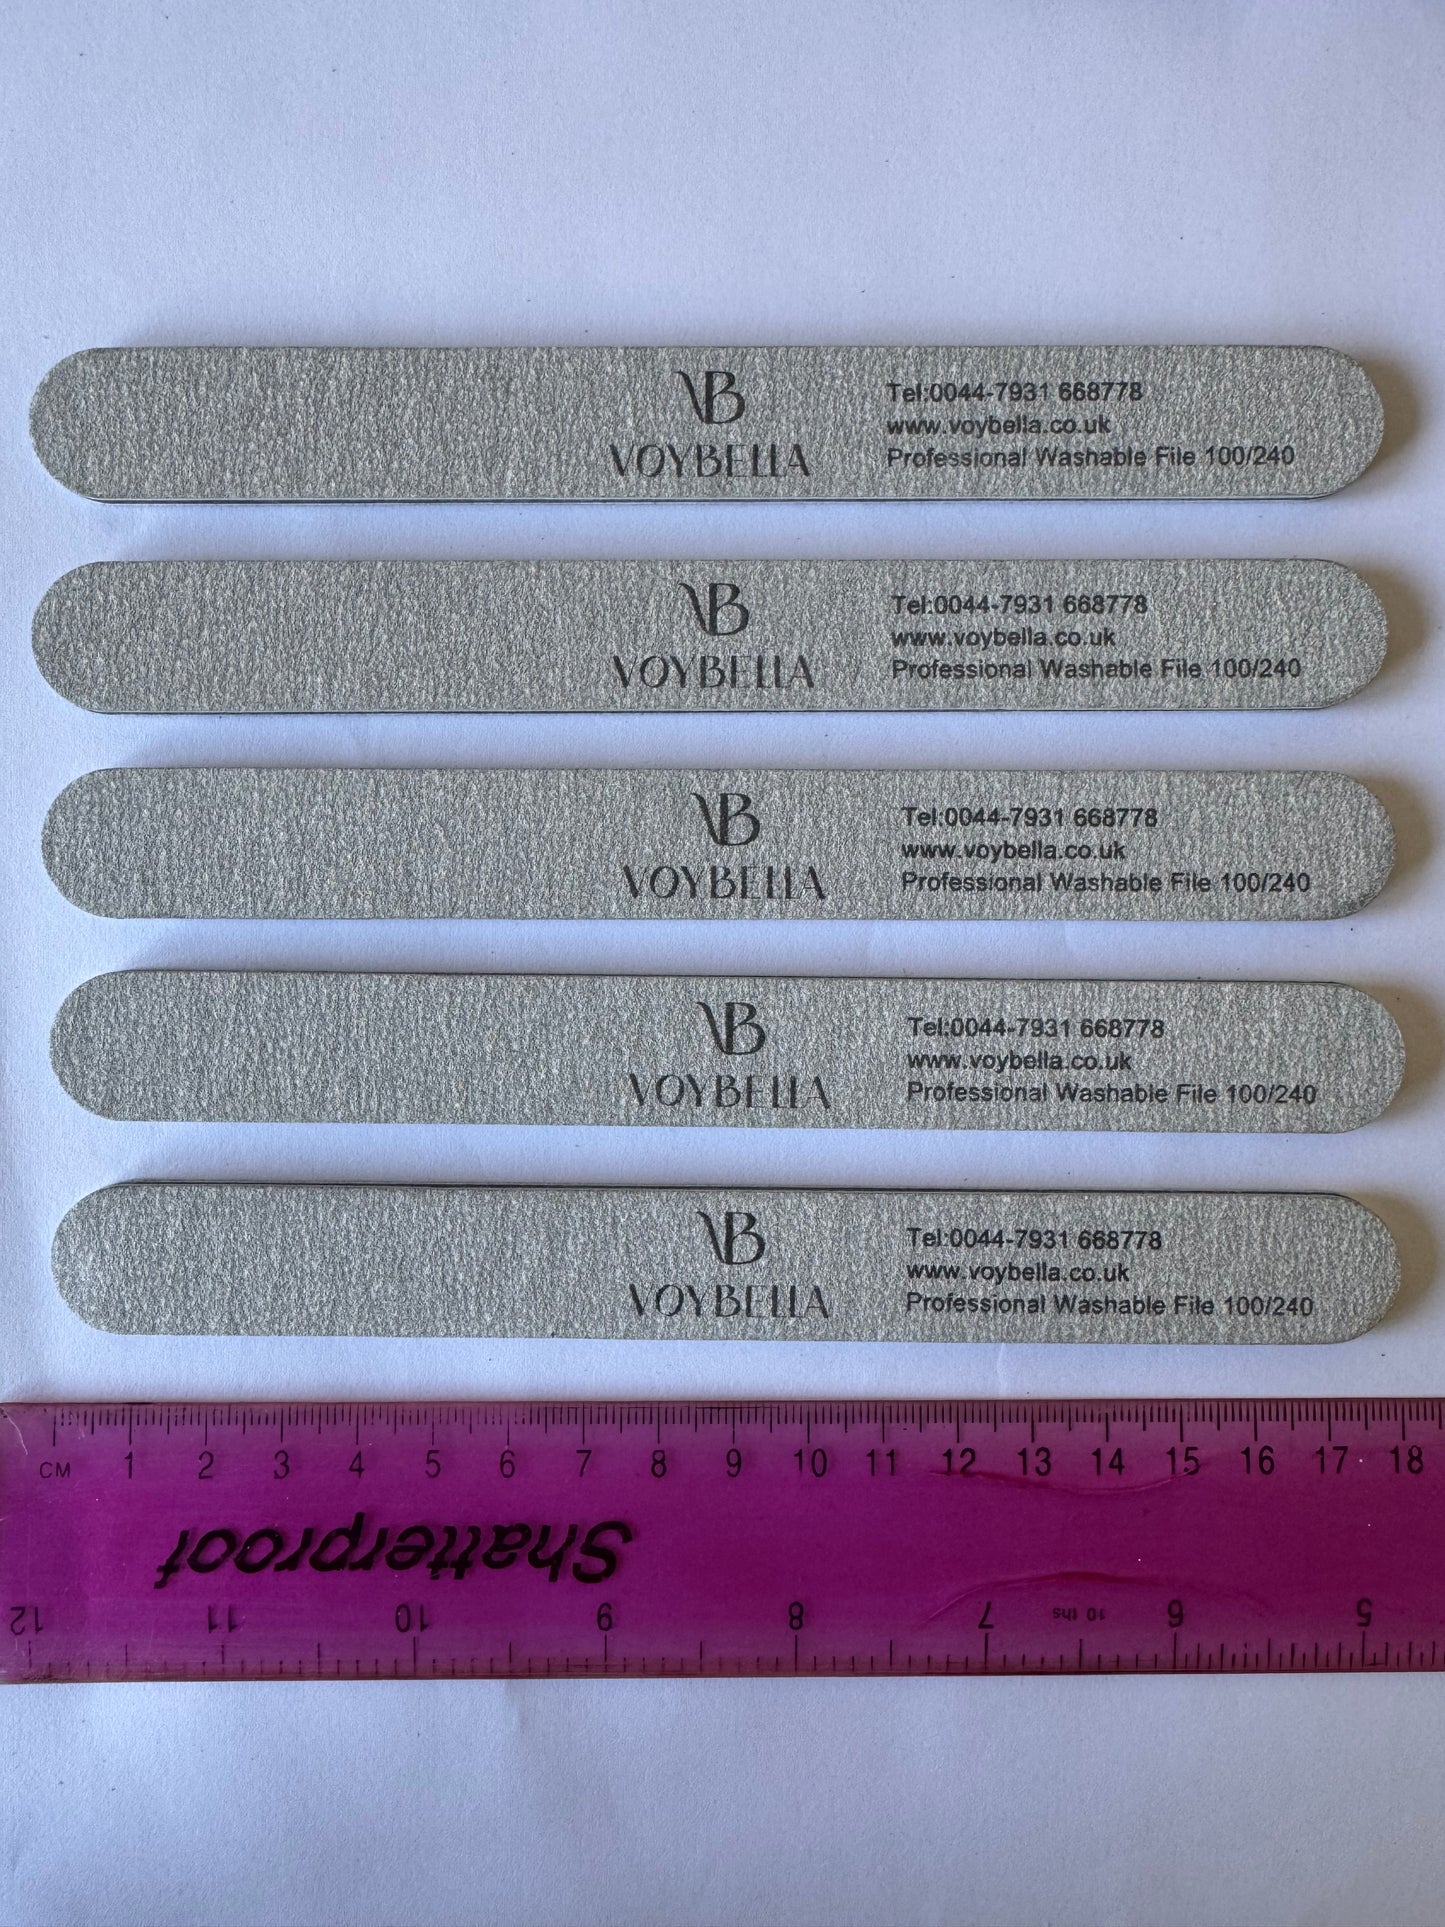 VB
VOYBELLA
Tel:0044-7931 668778
www.voybella.co.uk
Professional Washable File 100/240
VB
VOYBELLA
Tel:0044-7931 668778
www.voybella.co.uk
Professional Washable File 100/240
VB
VOYBELLA
Tel:0044-7931 668778
www.voybella.co.uk
Professional Washable File 100/240
VB
VOYBELLA
Tel:0044-7931 668778
www.voybella.co.uk
Professional Washable File 100/240
VB
VOYBELLA
Tel:0044-7931 668778
www.voybella.co.uk
Professional Washable File 100/240
CM 1 2 3 4 5 6 7 8 9 10 11 12 13 14 15 16 17 18
Shatterproof
12 11 10 9 8 7 10 ths 6 5